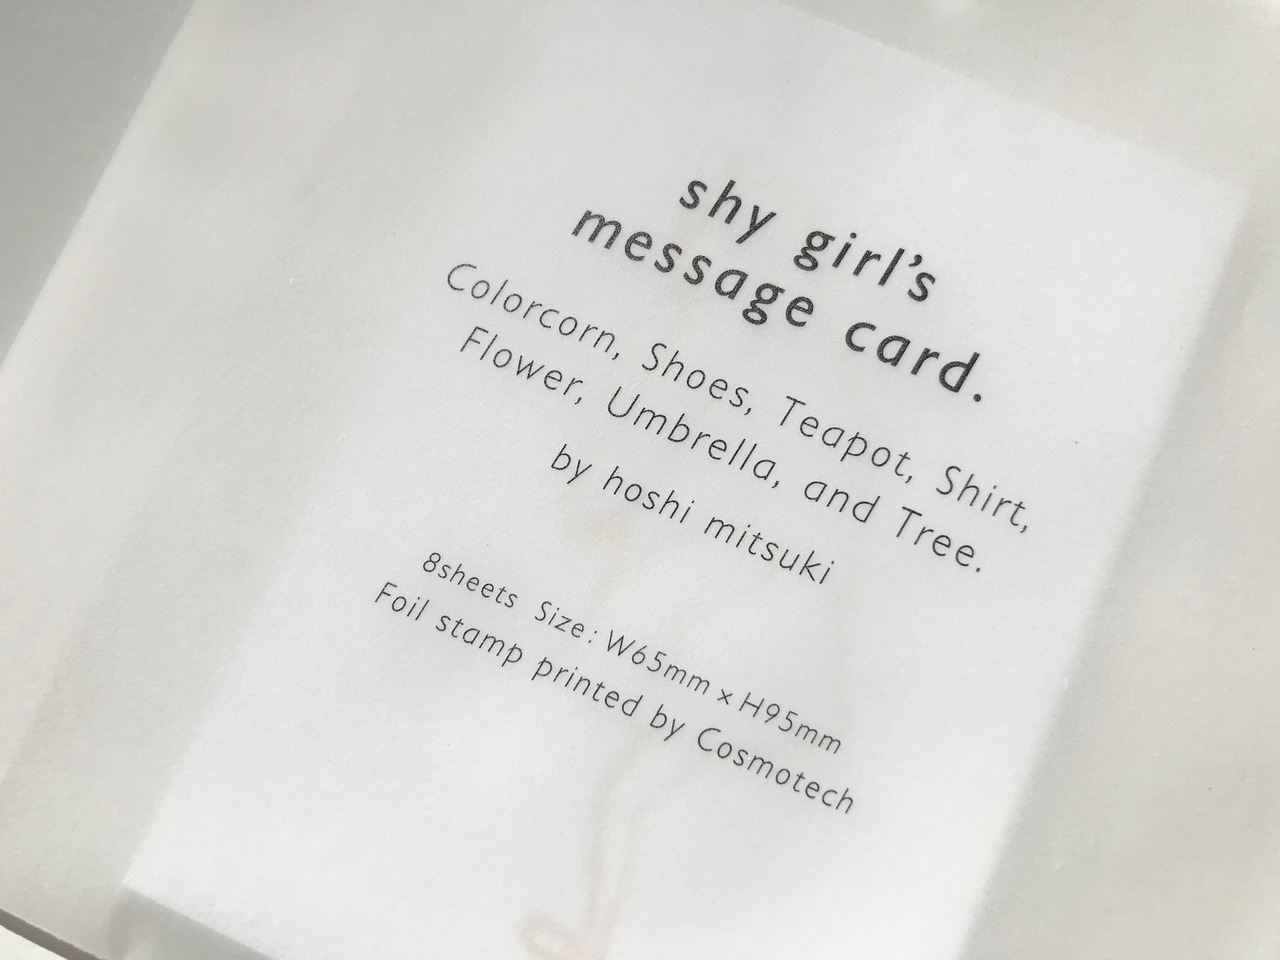 shy girl's
message card.
Colorcorn, Shoes, Teapot, Shirt,
Flower, Umbrella, and Tree.
by hoshi mitsuki
8sheets Size: W65mm x H95mm
Foil stamp printed by Cosmotech